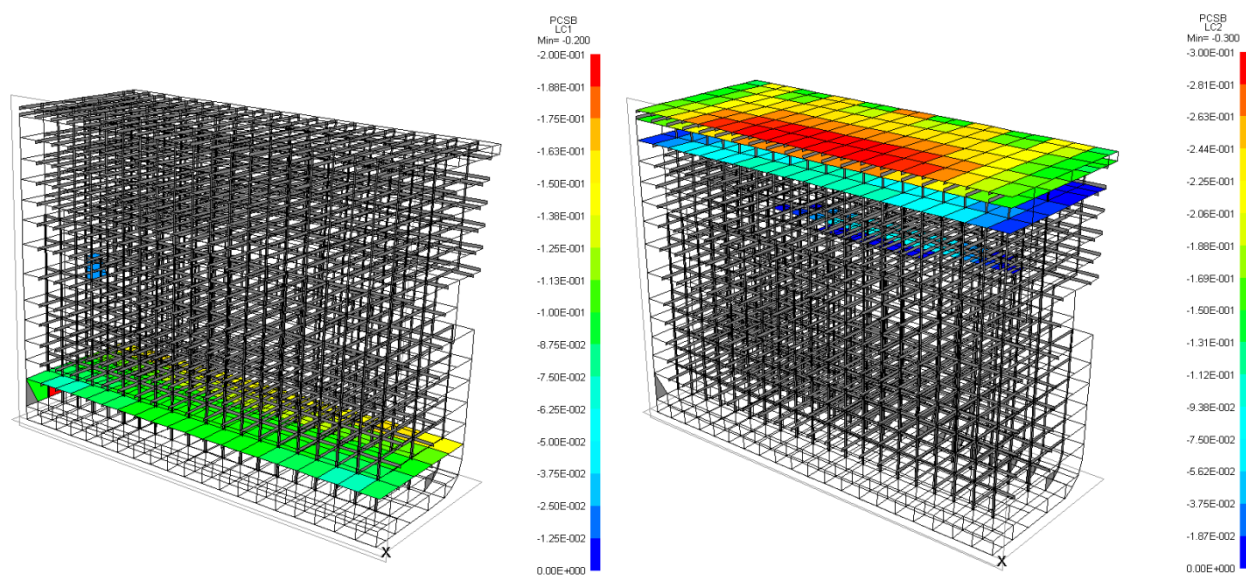 PCSB
LC1
Min= -0.200
-2.00E-001
-1.88E-001
-1.75E-001
-1.63E-001
-1.50E-001
-1.38E-001
-1.25E-001
-1.13E-001
-1.00E-001
-8.75E-002
-7.50E-002
-6.25E-002
-5.00E-002
-3.75E-002
-2.50E-002
-1.25E-002
0.00E+000
X
PCSB
LC2
Min= -0.300
-3.00E-001
-2.81E-001
-2.63E-001
-2.44E-001
-2.25E-001
-2.06E-001
-1.88E-001
-1.69E-001
-1.50E-001
-1.31E-001
-1.12E-001
-9.38E-002
-7.50E-002
-5.62E-002
-3.75E-002
-1.87E-002
0.00E+000
X